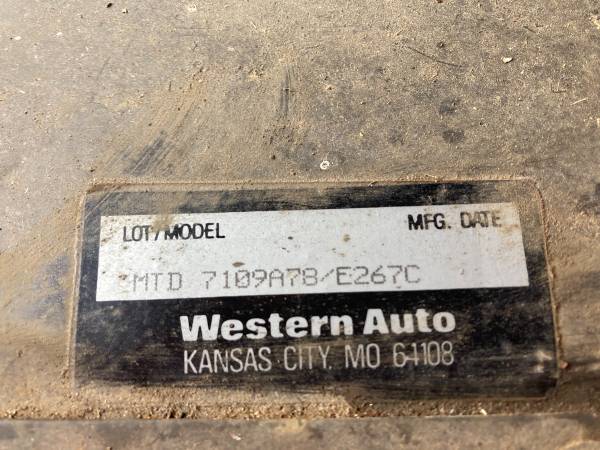 LOT/MODEL MFG. DATE
MTD 7109A78/E267C
Western Auto
KANSAS CITY, MO 64108